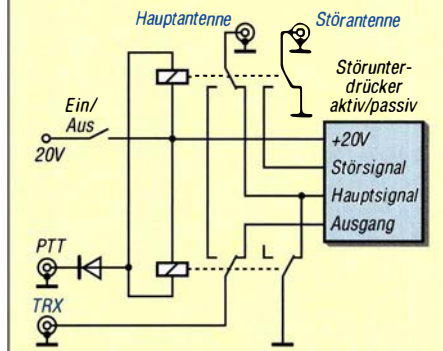 Hauptantenne
Störantenne
Störunter-
drücker
aktiv/passiv
Ein/
Aus
20V
+20V
Störsignal
Hauptsignal
Ausgang
PTT
TRX